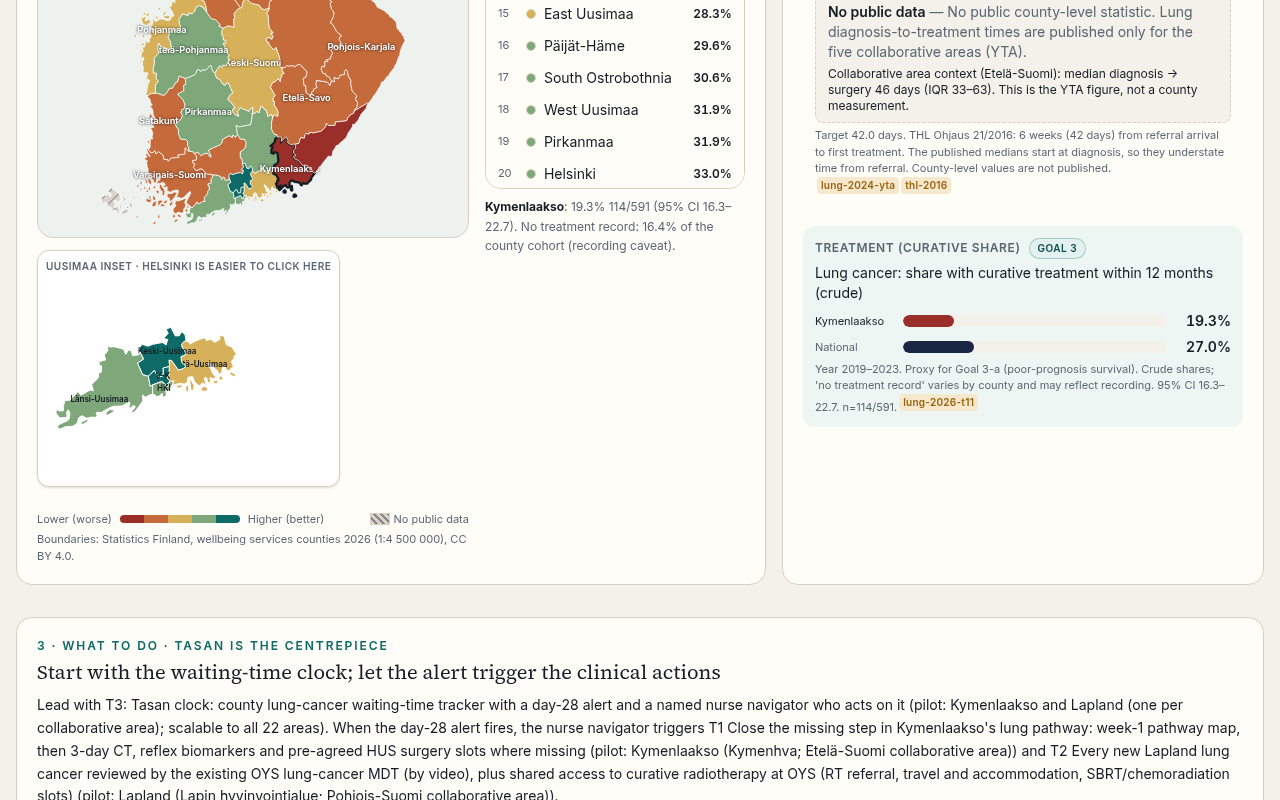 Pohjanmaa
Pohjois-Karjala
Keski-Suomi
Etelä-Savo
Pirkanmaa
Satakunt
Varsinais-Suomi
Kymenlaakso
UUSIMAA INSET · HELSINKI IS EASIER TO CLICK HERE
Keski-Uusimaa
HKI
Länsi-Uusimaa
Lower (worse) Higher (better) No public data
Boundaries: Statistics Finland, wellbeing services counties 2026 (1:4 500 000), CC
BY 4.0.
15 East Uusimaa 28.3%
16 Päijät-Häme 29.6%
17 South Ostrobothnia 30.6%
18 West Uusimaa 31.9%
19 Pirkanmaa 31.9%
20 Helsinki 33.0%
Kymenlaakso: 19.3% 114/591 (95% CI 16.3–
22.7). No treatment record: 16.4% of the
county cohort (recording caveat).
No public data — No public county-level statistic. Lung
diagnosis-to-treatment times are published only for the
five collaborative areas (YTA).
Collaborative area context (Etelä-Suomi): median diagnosis →
surgery 46 days (IQR 33–63). This is the YTA figure, not a county
measurement.
Target 42.0 days. THL Ohjaus 21/2016: 6 weeks (42 days) from referral arrival
to first treatment. The published medians start at diagnosis, so they understate
time from referral. County-level values are not published.
lung-2024-yta thl-2016
TREATMENT (CURATIVE SHARE) GOAL 3
Lung cancer: share with curative treatment within 12 months
(crude)
Kymenlaakso 19.3%
National 27.0%
Year 2019–2023. Proxy for Goal 3-a (poor-prognosis survival). Crude shares;
'no treatment record' varies by county and may reflect recording. 95% CI 16.3–
22.7. n=114/591. lung-2026-t11
3 · WHAT TO DO · TASAN IS THE CENTREPIECE
Start with the waiting-time clock; let the alert trigger the clinical actions
Lead with T3: Tasan clock: county lung-cancer waiting-time tracker with a day-28 alert and a named nurse navigator who acts on it (pilot: Kymenlaakso and Lapland (one per
collaborative area); scalable to all 22 areas). When the day-28 alert fires, the nurse navigator triggers T1 Close the missing step in Kymenlaakso's lung pathway: week-1 pathway map,
then 3-day CT, reflex biomarkers and pre-agreed HUS surgery slots where missing (pilot: Kymenlaakso (Kymenhva; Etelä-Suomi collaborative area)) and T2 Every new Lapland lung
cancer reviewed by the existing OYS lung-cancer MDT (by video), plus shared access to curative radiotherapy at OYS (RT referral, travel and accommodation, SBRT/chemoradiation
slots) (pilot: Lapland (Lapin hyvinvointialue; Pohjois-Suomi collaborative area)).